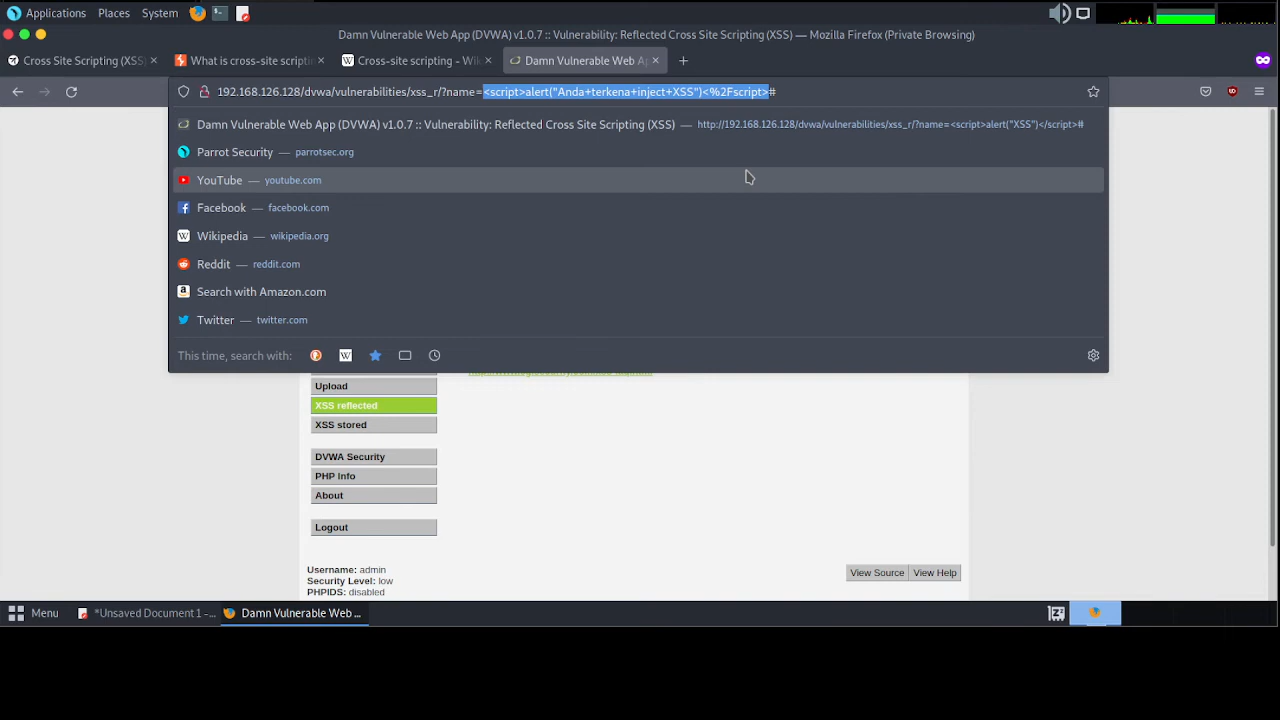 Applications Places System
Damn Vulnerable Web App (DVWA) v1.0.7 :: Vulnerability: Reflected Cross Site Scripting (XSS) — Mozilla Firefox (Private Browsing)
Cross Site Scripting (XSS) × What is cross-site scripti × Cross-site scripting - Wik × Damn Vulnerable Web A × +
192.168.126.128/dvwa/vulnerabilities/xss_r/?name=<script>alert("Anda+terkena+inject+XSS")<%2Fscript>#
Damn Vulnerable Web App (DVWA) v1.0.7 :: Vulnerability: Reflected Cross Site Scripting (XSS) — http://192.168.126.128/dvwa/vulnerabilities/xss_r/?name=<script>alert("XSS")</script>#
Parrot Security — parrotsec.org
YouTube — youtube.com
Facebook — facebook.com
Wikipedia — wikipedia.org
Reddit — reddit.com
Search with Amazon.com
Twitter — twitter.com
This time, search with:
Upload
XSS reflected
XSS stored
DVWA Security
PHP Info
About
Logout
Username: admin
Security Level: low
PHPIDS: disabled
View Source View Help
Menu *Unsaved Document 1 -... Damn Vulnerable Web ...